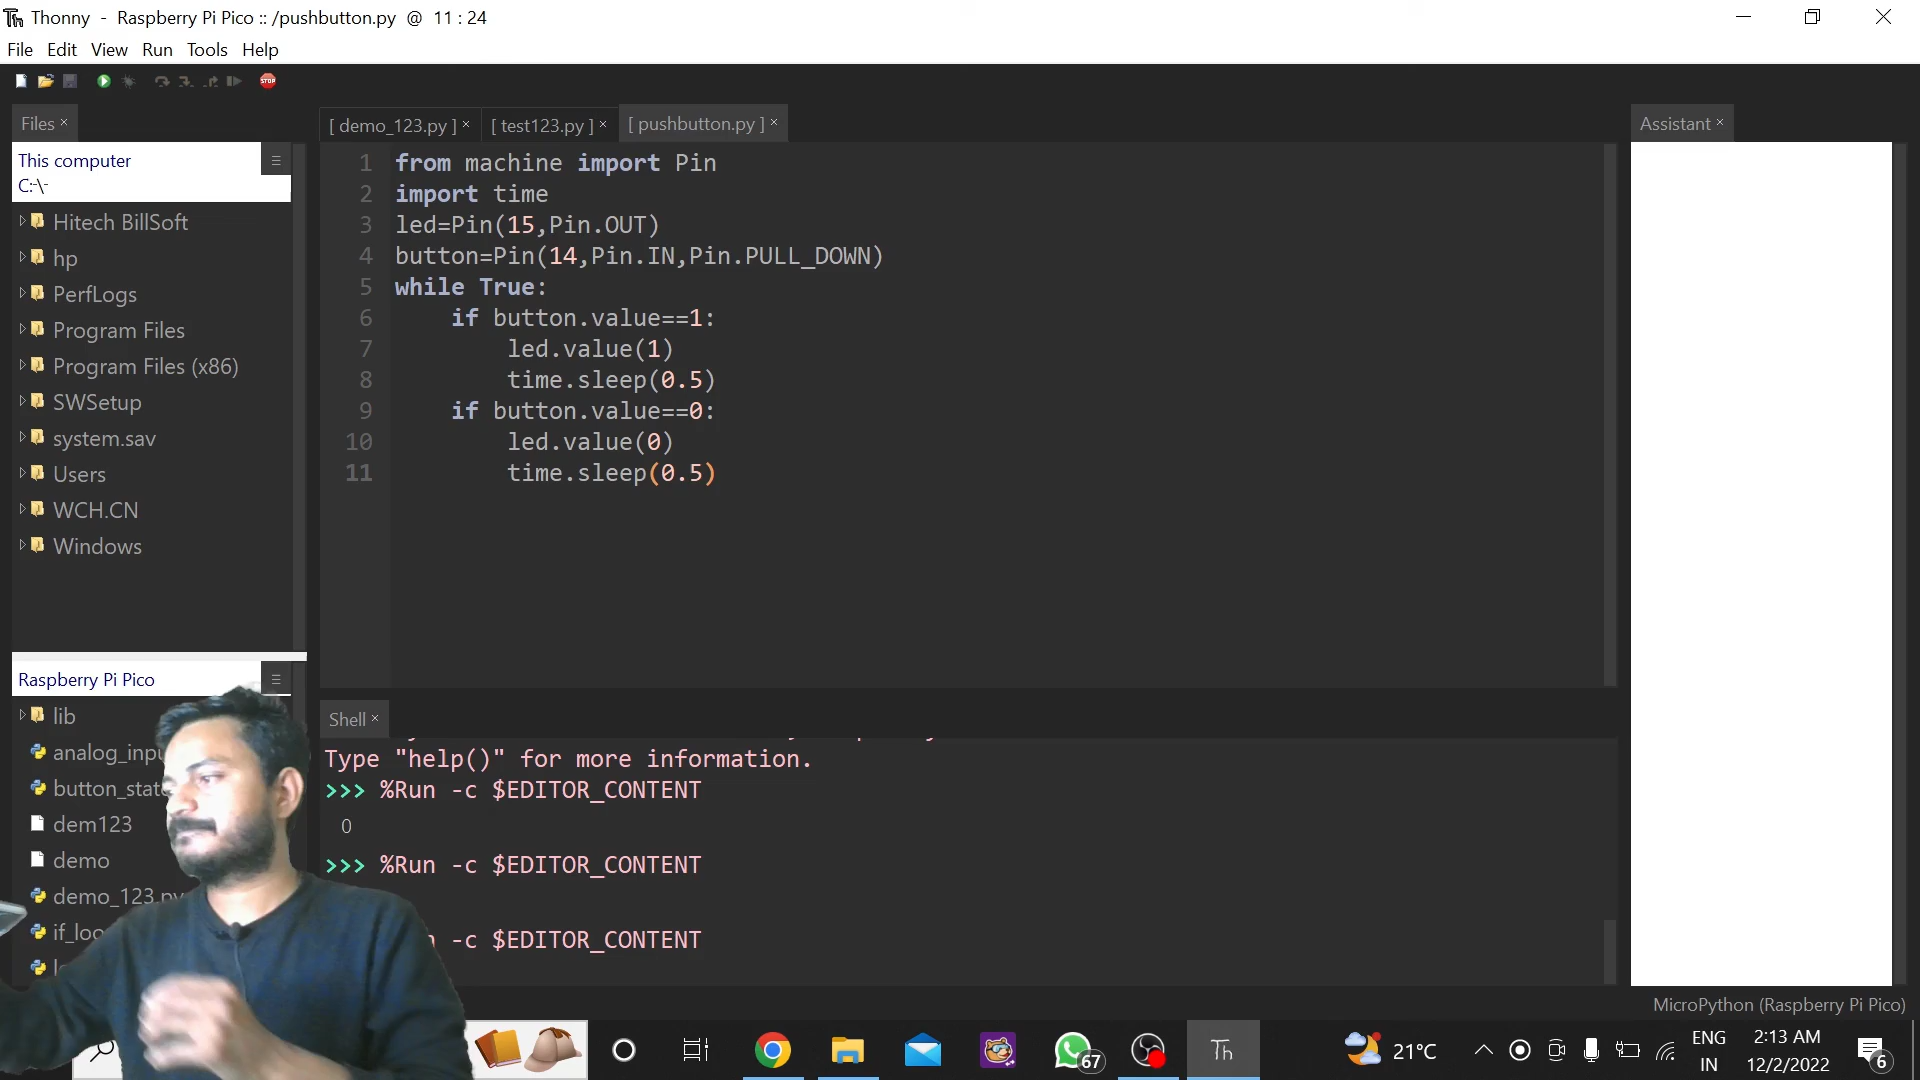 Thonny - Raspberry Pi Pico :: /pushbutton.py @ 11 : 24
File Edit View Run Tools Help
STOP
Files ×
[ demo_123.py ] × [ test123.py ] × [ pushbutton.py ] ×
Assistant ×
This computer
C:\
Hitech BillSoft
hp
PerfLogs
Program Files
Program Files (x86)
SWSetup
system.sav
Users
WCH.CN
Windows
1 from machine import Pin
2 import time
3 led=Pin(15,Pin.OUT)
4 button=Pin(14,Pin.IN,Pin.PULL_DOWN)
5 while True:
6 if button.value==1:
7 led.value(1)
8 time.sleep(0.5)
9 if button.value==0:
10 led.value(0)
11 time.sleep(0.5)
Raspberry Pi Pico
lib
demo_123.py
dem123
demo
Shell ×
Type "help()" for more information.
>>> %Run -c $EDITOR_CONTENT
0
>>> %Run -c $EDITOR_CONTENT
-c $EDITOR_CONTENT
MicroPython (Raspberry Pi Pico)
67
Th
21°C
ENG
IN
2:13 AM
12/2/2022
6